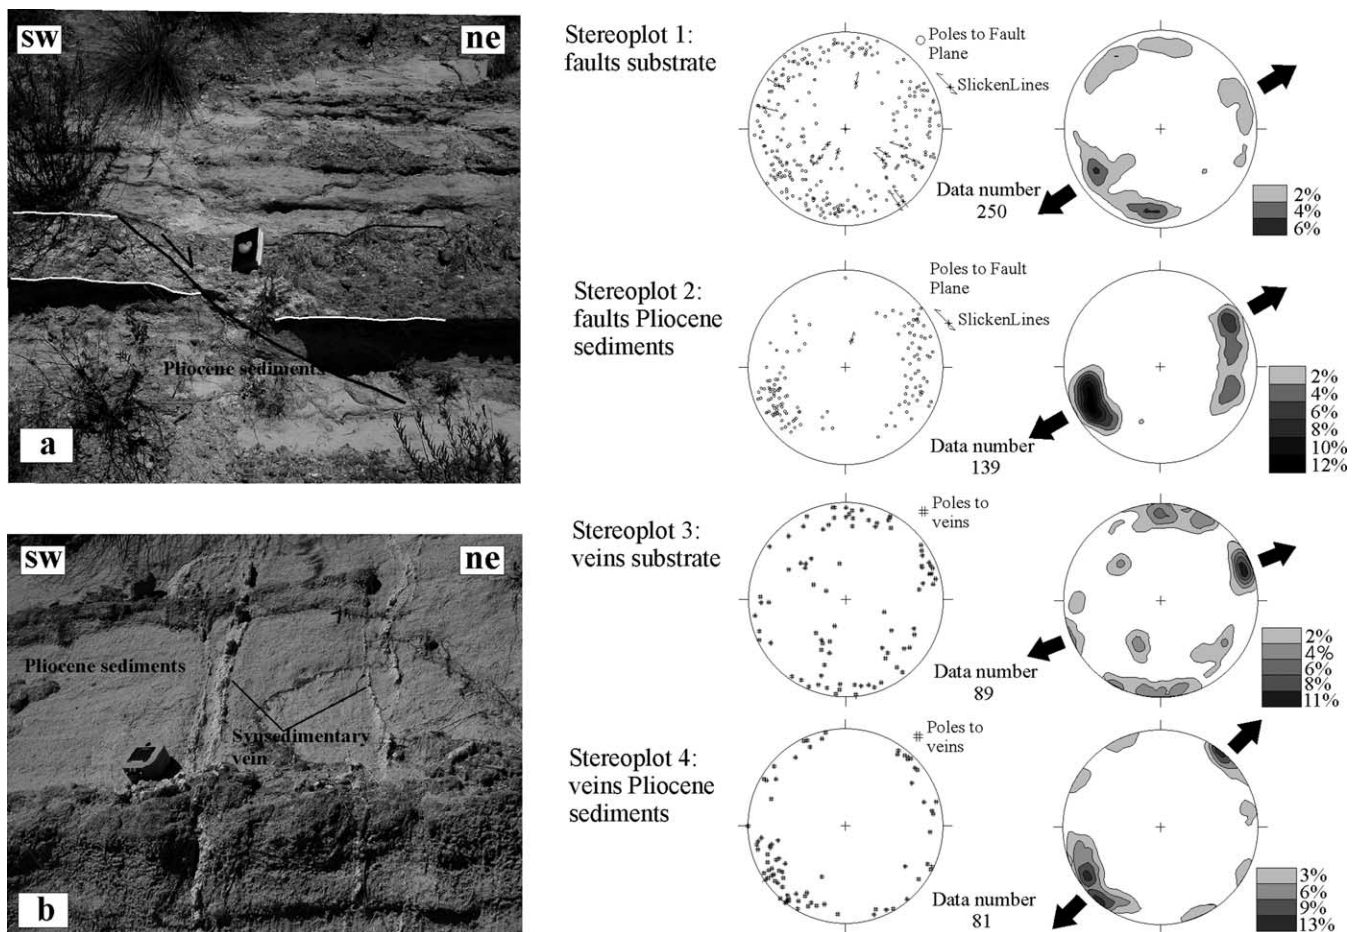 sw
ne
Pliocene sediments
a
sw
ne
Pliocene sediments
Synsedimentary
vein
b
Stereoplot 1:
faults substrate
Poles to Fault
Plane
SlickenLines
Data number
250
2%
4%
6%
Stereoplot 2:
faults Pliocene
sediments
Poles to Fault
Plane
SlickenLines
Data number
139
2%
4%
6%
8%
10%
12%
Stereoplot 3:
veins substrate
Poles to
veins
Data number
89
2%
4%
6%
8%
11%
Stereoplot 4:
veins Pliocene
sediments
Poles to
veins
Data number
81
3%
6%
9%
13%